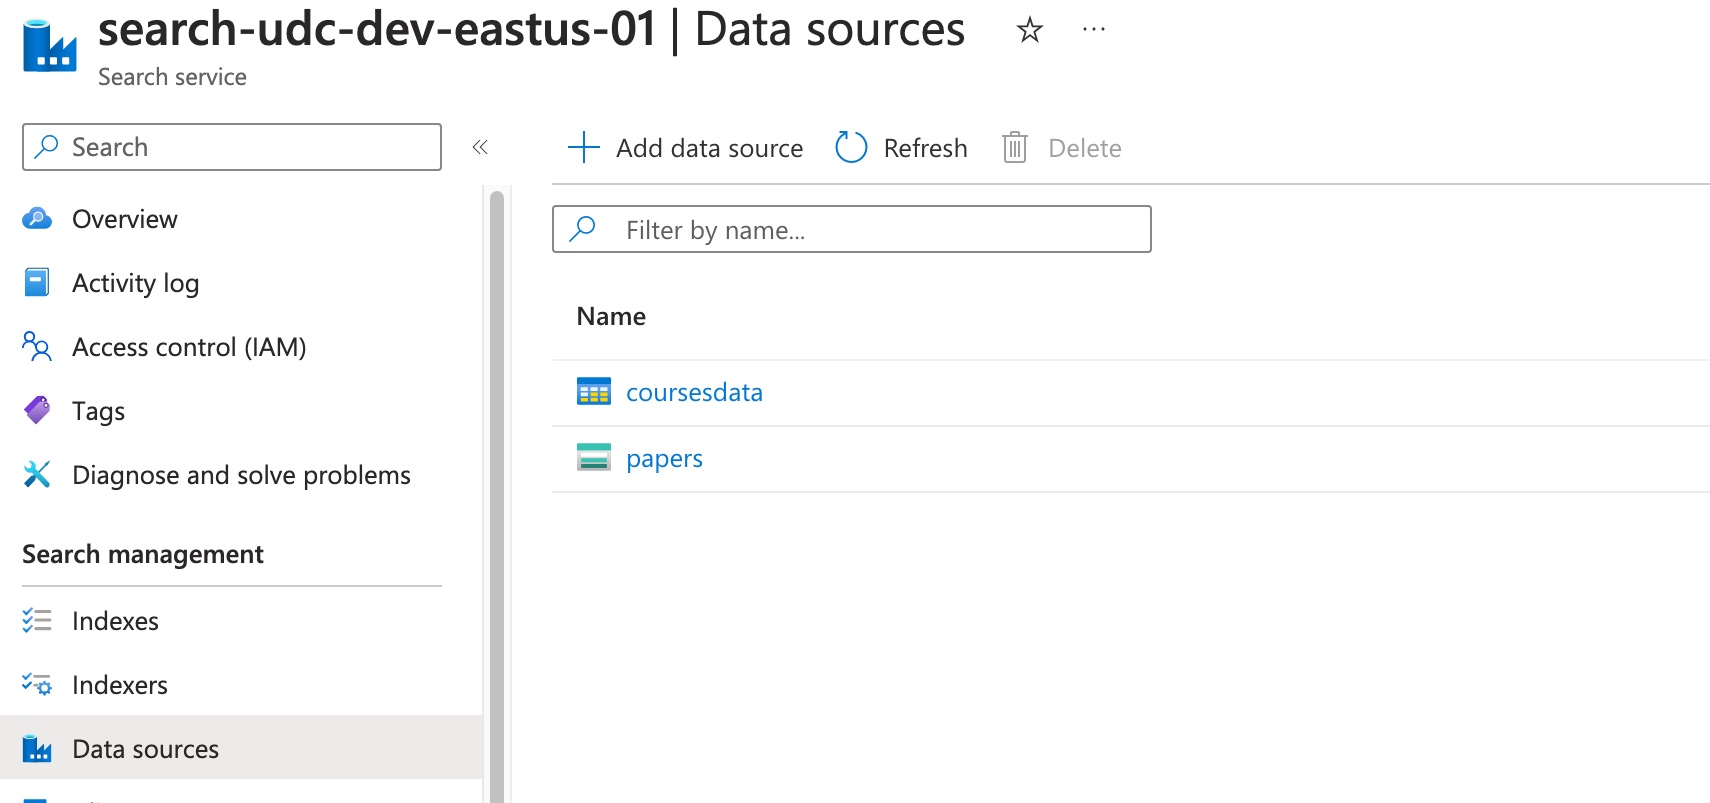 search-udc-dev-eastus-01 | Data sources
Search service
Search
Overview
Activity log
Access control (IAM)
Tags
Diagnose and solve problems
Search management
Indexes
Indexers
Data sources
Add data source
Refresh
Delete
Filter by name...
Name
coursesdata
papers